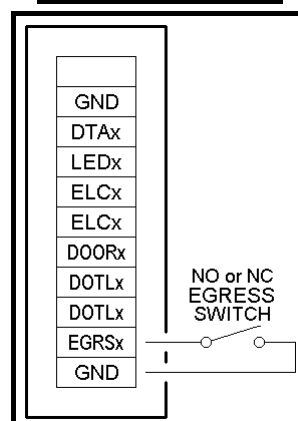 GND
DTAx
LEDx
ELCx
ELCx
DOORx
DOTLx
DOTLx
EGRSx
GND
NO or NC
EGRESS
SWITCH